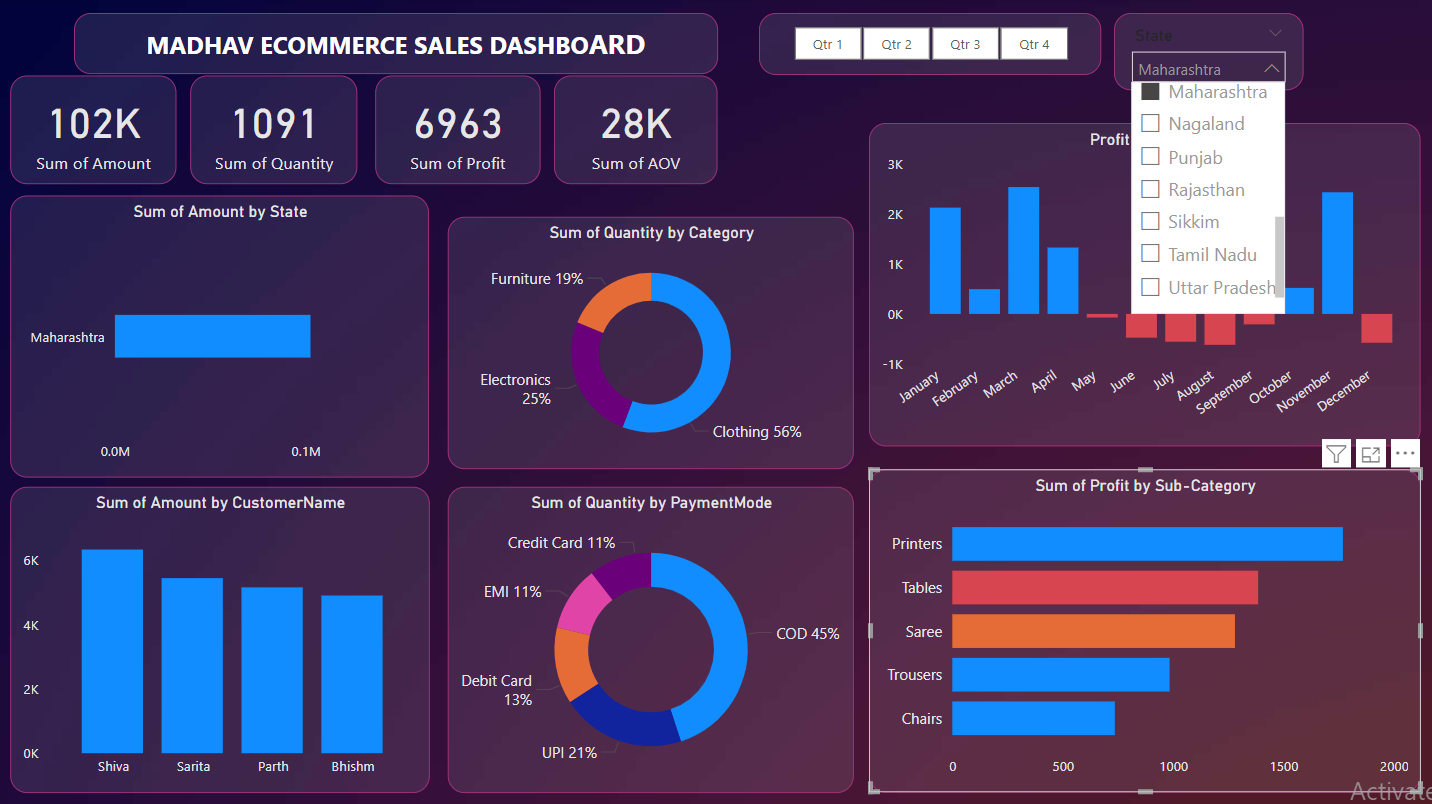 MADHAV ECOMMERCE SALES DASHBOARD
Qtr 1
Qtr 2
Qtr 3
Qtr 4
State
Maharashtra
Maharashtra
Nagaland
Punjab
Rajasthan
Sikkim
Tamil Nadu
Uttar Pradesh
102K
Sum of Amount
1091
Sum of Quantity
6963
Sum of Profit
28K
Sum of AOV
Sum of Amount by State
Maharashtra
0.0M
0.1M
Sum of Quantity by Category
Furniture 19%
Electronics
25%
Clothing 56%
Profit
3K
2K
1K
0K
-1K
January
February
March
April
May
June
July
August
September
October
November
December
Sum of Amount by CustomerName
6K
4K
2K
0K
Shiva
Sarita
Parth
Bhishm
Sum of Quantity by PaymentMode
Credit Card 11%
EMI 11%
COD 45%
Debit Card
13%
UPI 21%
Sum of Profit by Sub-Category
Printers
Tables
Saree
Trousers
Chairs
0
500
1000
1500
2000
Activate